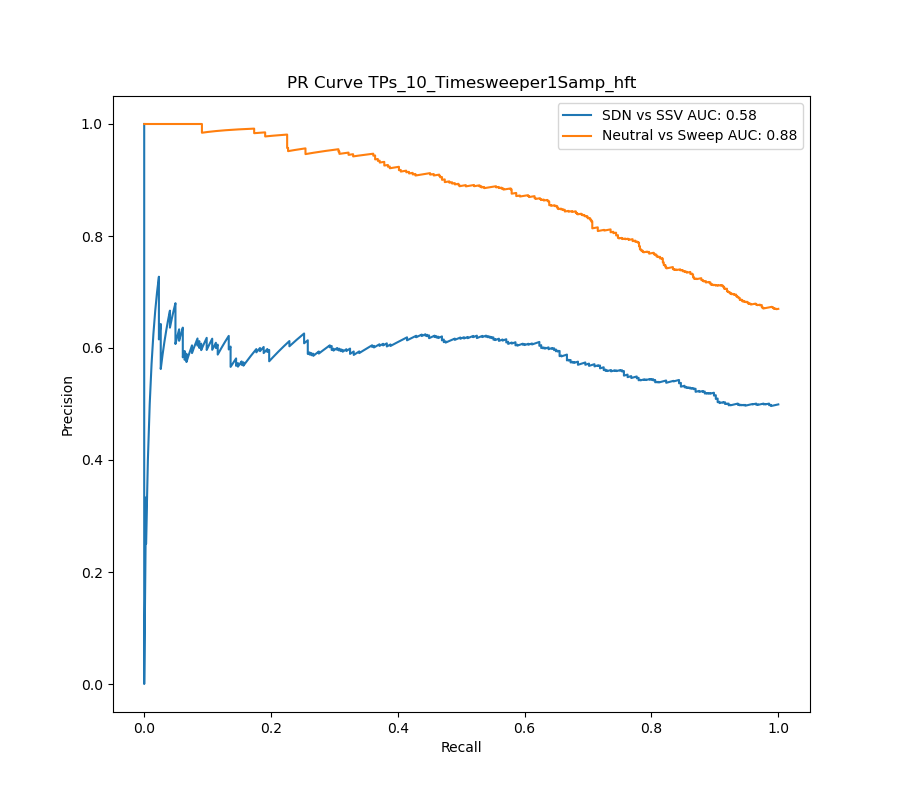 PR Curve TPs_10_Timesweeper1Samp_hft
SDN vs SSV AUC: 0.58
Neutral vs Sweep AUC: 0.88
1.0
0.8
0.6
0.4
0.2
0.0
Precision
0.0 0.2 0.4 0.6 0.8 1.0
Recall